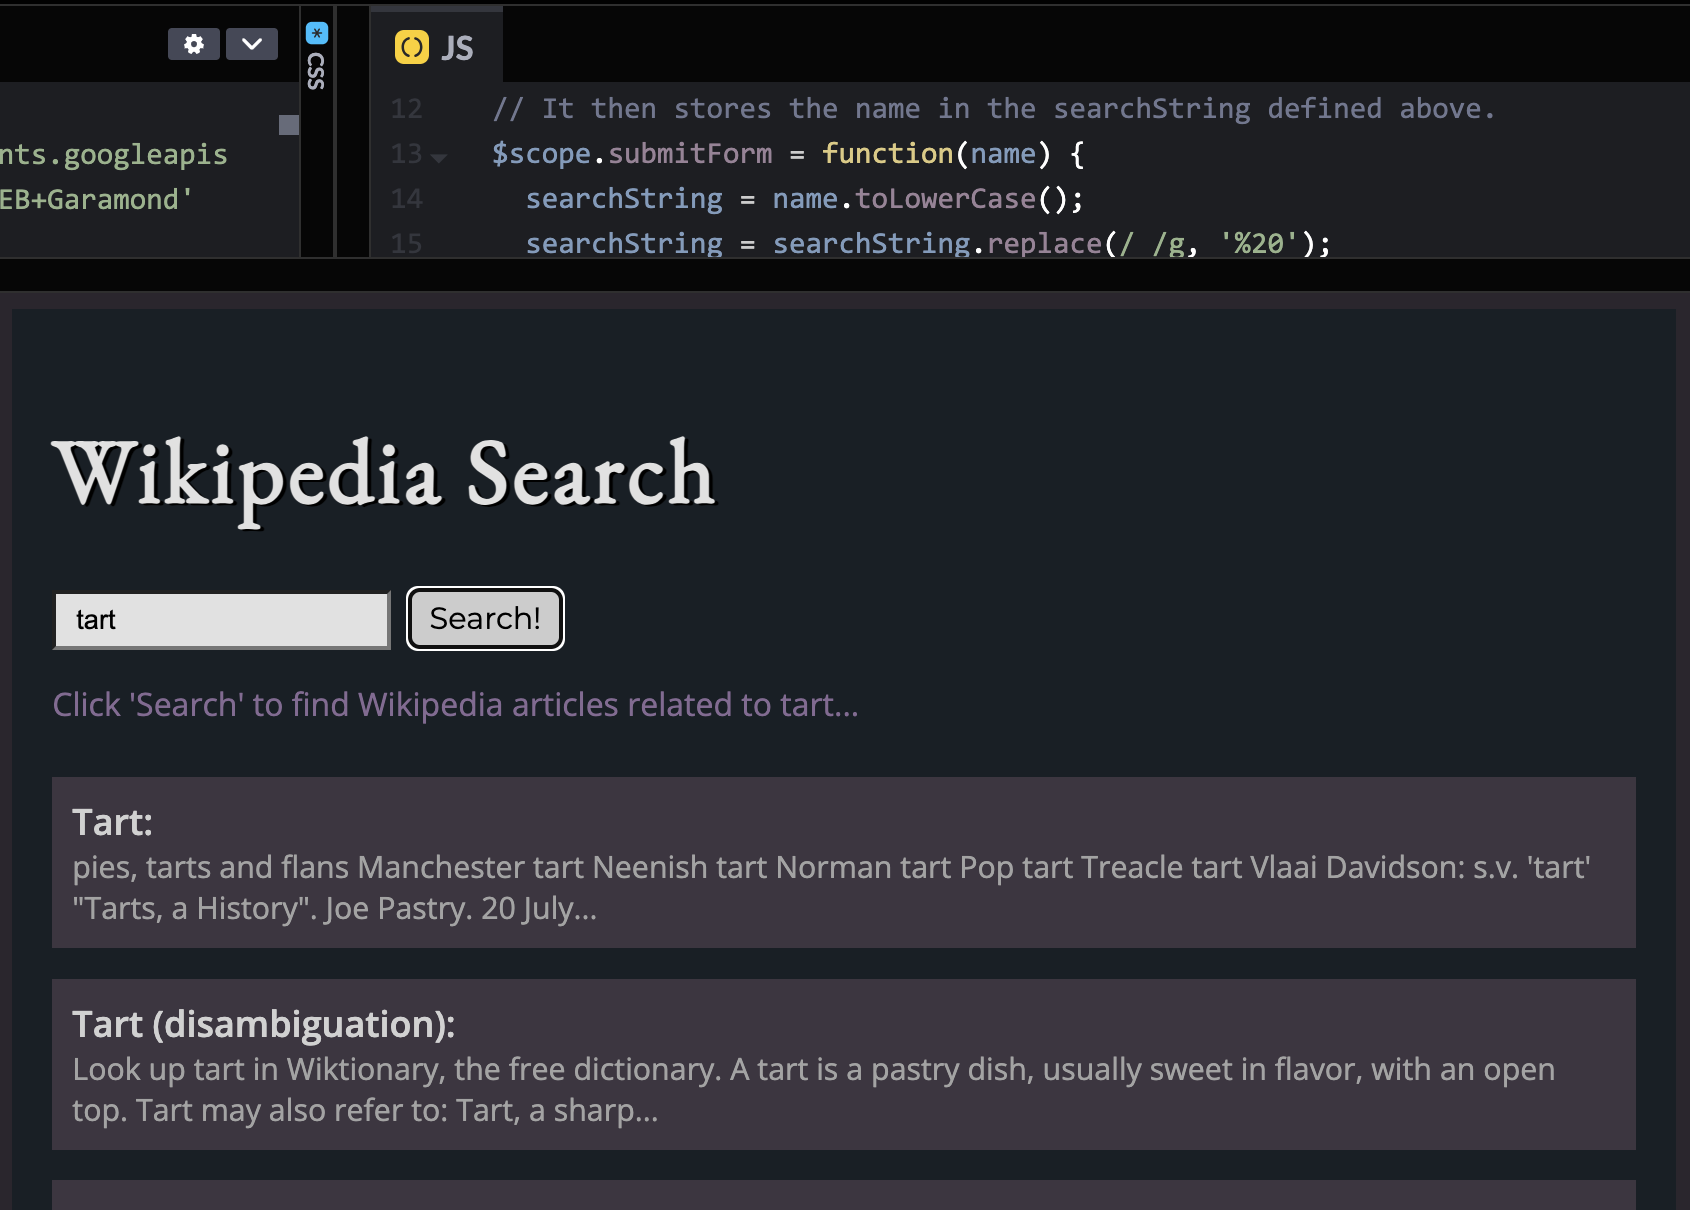 CSS
JS
nts.googleapis
EB+Garamond'
12 // It then stores the name in the searchString defined above.
13 $scope.submitForm = function(name) {
14 searchString = name.toLowerCase();
15 searchString = searchString.replace(/ /g, '%20');
Wikipedia Search
tart
Search!
Click 'Search' to find Wikipedia articles related to tart...
Tart:
pies, tarts and flans Manchester tart Neenish tart Norman tart Pop tart Treacle tart Vlaai Davidson: s.v. 'tart'
"Tarts, a History". Joe Pastry. 20 July...
Tart (disambiguation):
Look up tart in Wiktionary, the free dictionary. A tart is a pastry dish, usually sweet in flavor, with an open
top. Tart may also refer to: Tart, a sharp...